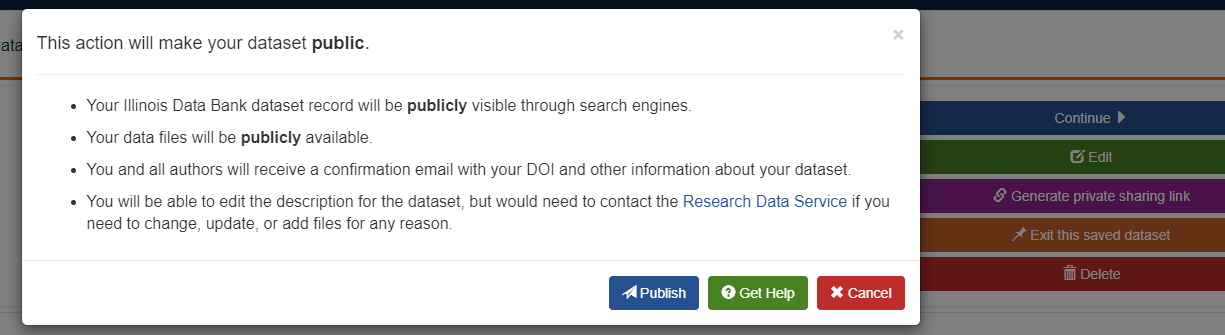 This action will make your dataset public.
×
ata
Your Illinois Data Bank dataset record will be publicly visible through search engines.
Your data files will be publicly available.
You and all authors will receive a confirmation email with your DOI and other information about your dataset.
You will be able to edit the description for the dataset, but would need to contact the Research Data Service if you
need to change, update, or add files for any reason.
Publish
Get Help
Cancel
Continue
Edit
Generate private sharing link
Exit this saved dataset
Delete